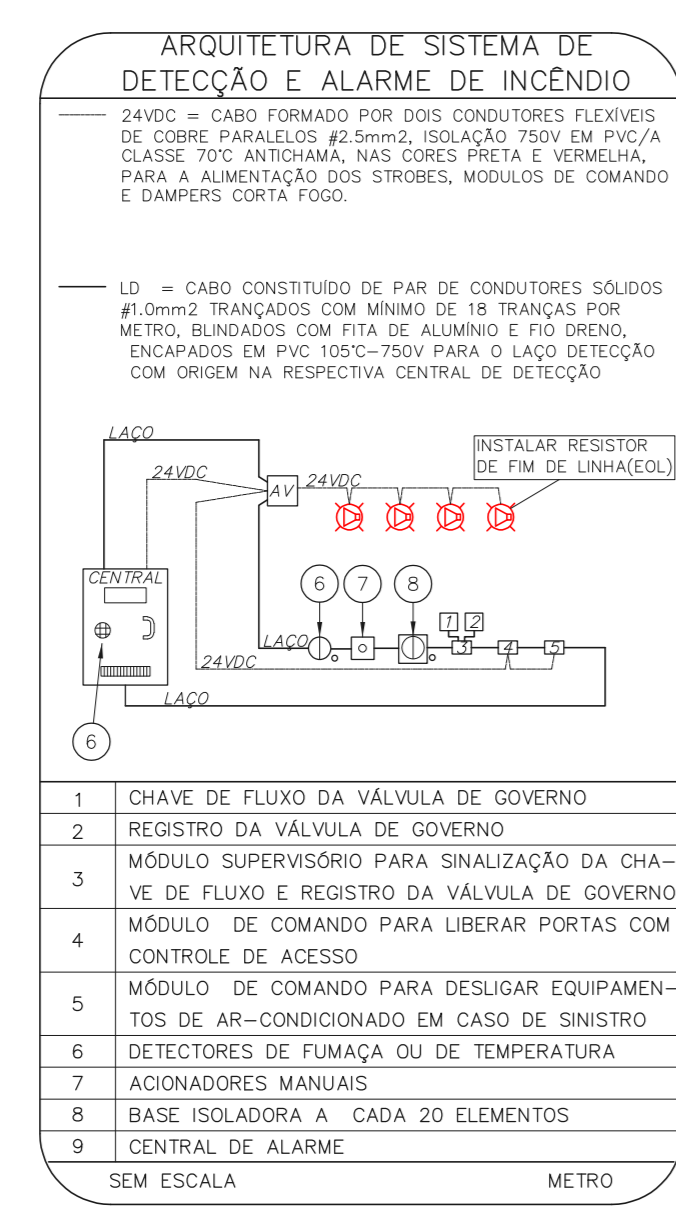 ARQUITETURA DE SISTEMA DE
DETECÇÃO E ALARME DE INCÊNDIO
24VDC = CABO FORMADO POR DOIS CONDUTORES FLEXÍVEIS
DE COBRE PARALELOS #2.5mm2, ISOLAÇÃO 750V EM PVC/A
CLASSE 70°C ANTICHAMA, NAS CORES PRETA E VERMELHA,
PARA A ALIMENTAÇÃO DOS STROBES, MODULOS DE COMANDO
E DAMPERS CORTA FOGO.
LD = CABO CONSTITUÍDO DE PAR DE CONDUTORES SÓLIDOS
#1.0mm2 TRANÇADOS COM MÍNIMO DE 18 TRANÇAS POR
METRO, BLINDADOS COM FITA DE ALUMÍNIO E FIO DRENO,
ENCAPADOS EM PVC 105°C-750V PARA O LAÇO DETECÇÃO
COM ORIGEM NA RESPECTIVA CENTRAL DE DETECÇÃO
LAÇO
INSTALAR RESISTOR
DE FIM DE LINHA(EOL)
24VDC
AV
24VDC
CENTRAL
6 7 8
1 2
LAÇO
3 4 5
24VDC
LAÇO
6
1 CHAVE DE FLUXO DA VÁLVULA DE GOVERNO
2 REGISTRO DA VÁLVULA DE GOVERNO
3 MÓDULO SUPERVISÓRIO PARA SINALIZAÇÃO DA CHA-
VE DE FLUXO E REGISTRO DA VÁLVULA DE GOVERNO
4 MÓDULO DE COMANDO PARA LIBERAR PORTAS COM
CONTROLE DE ACESSO
5 MÓDULO DE COMANDO PARA DESLIGAR EQUIPAMEN-
TOS DE AR-CONDICIONADO EM CASO DE SINISTRO
6 DETECTORES DE FUMAÇA OU DE TEMPERATURA
7 ACIONADORES MANUAIS
8 BASE ISOLADORA A CADA 20 ELEMENTOS
9 CENTRAL DE ALARME
SEM ESCALA METRO